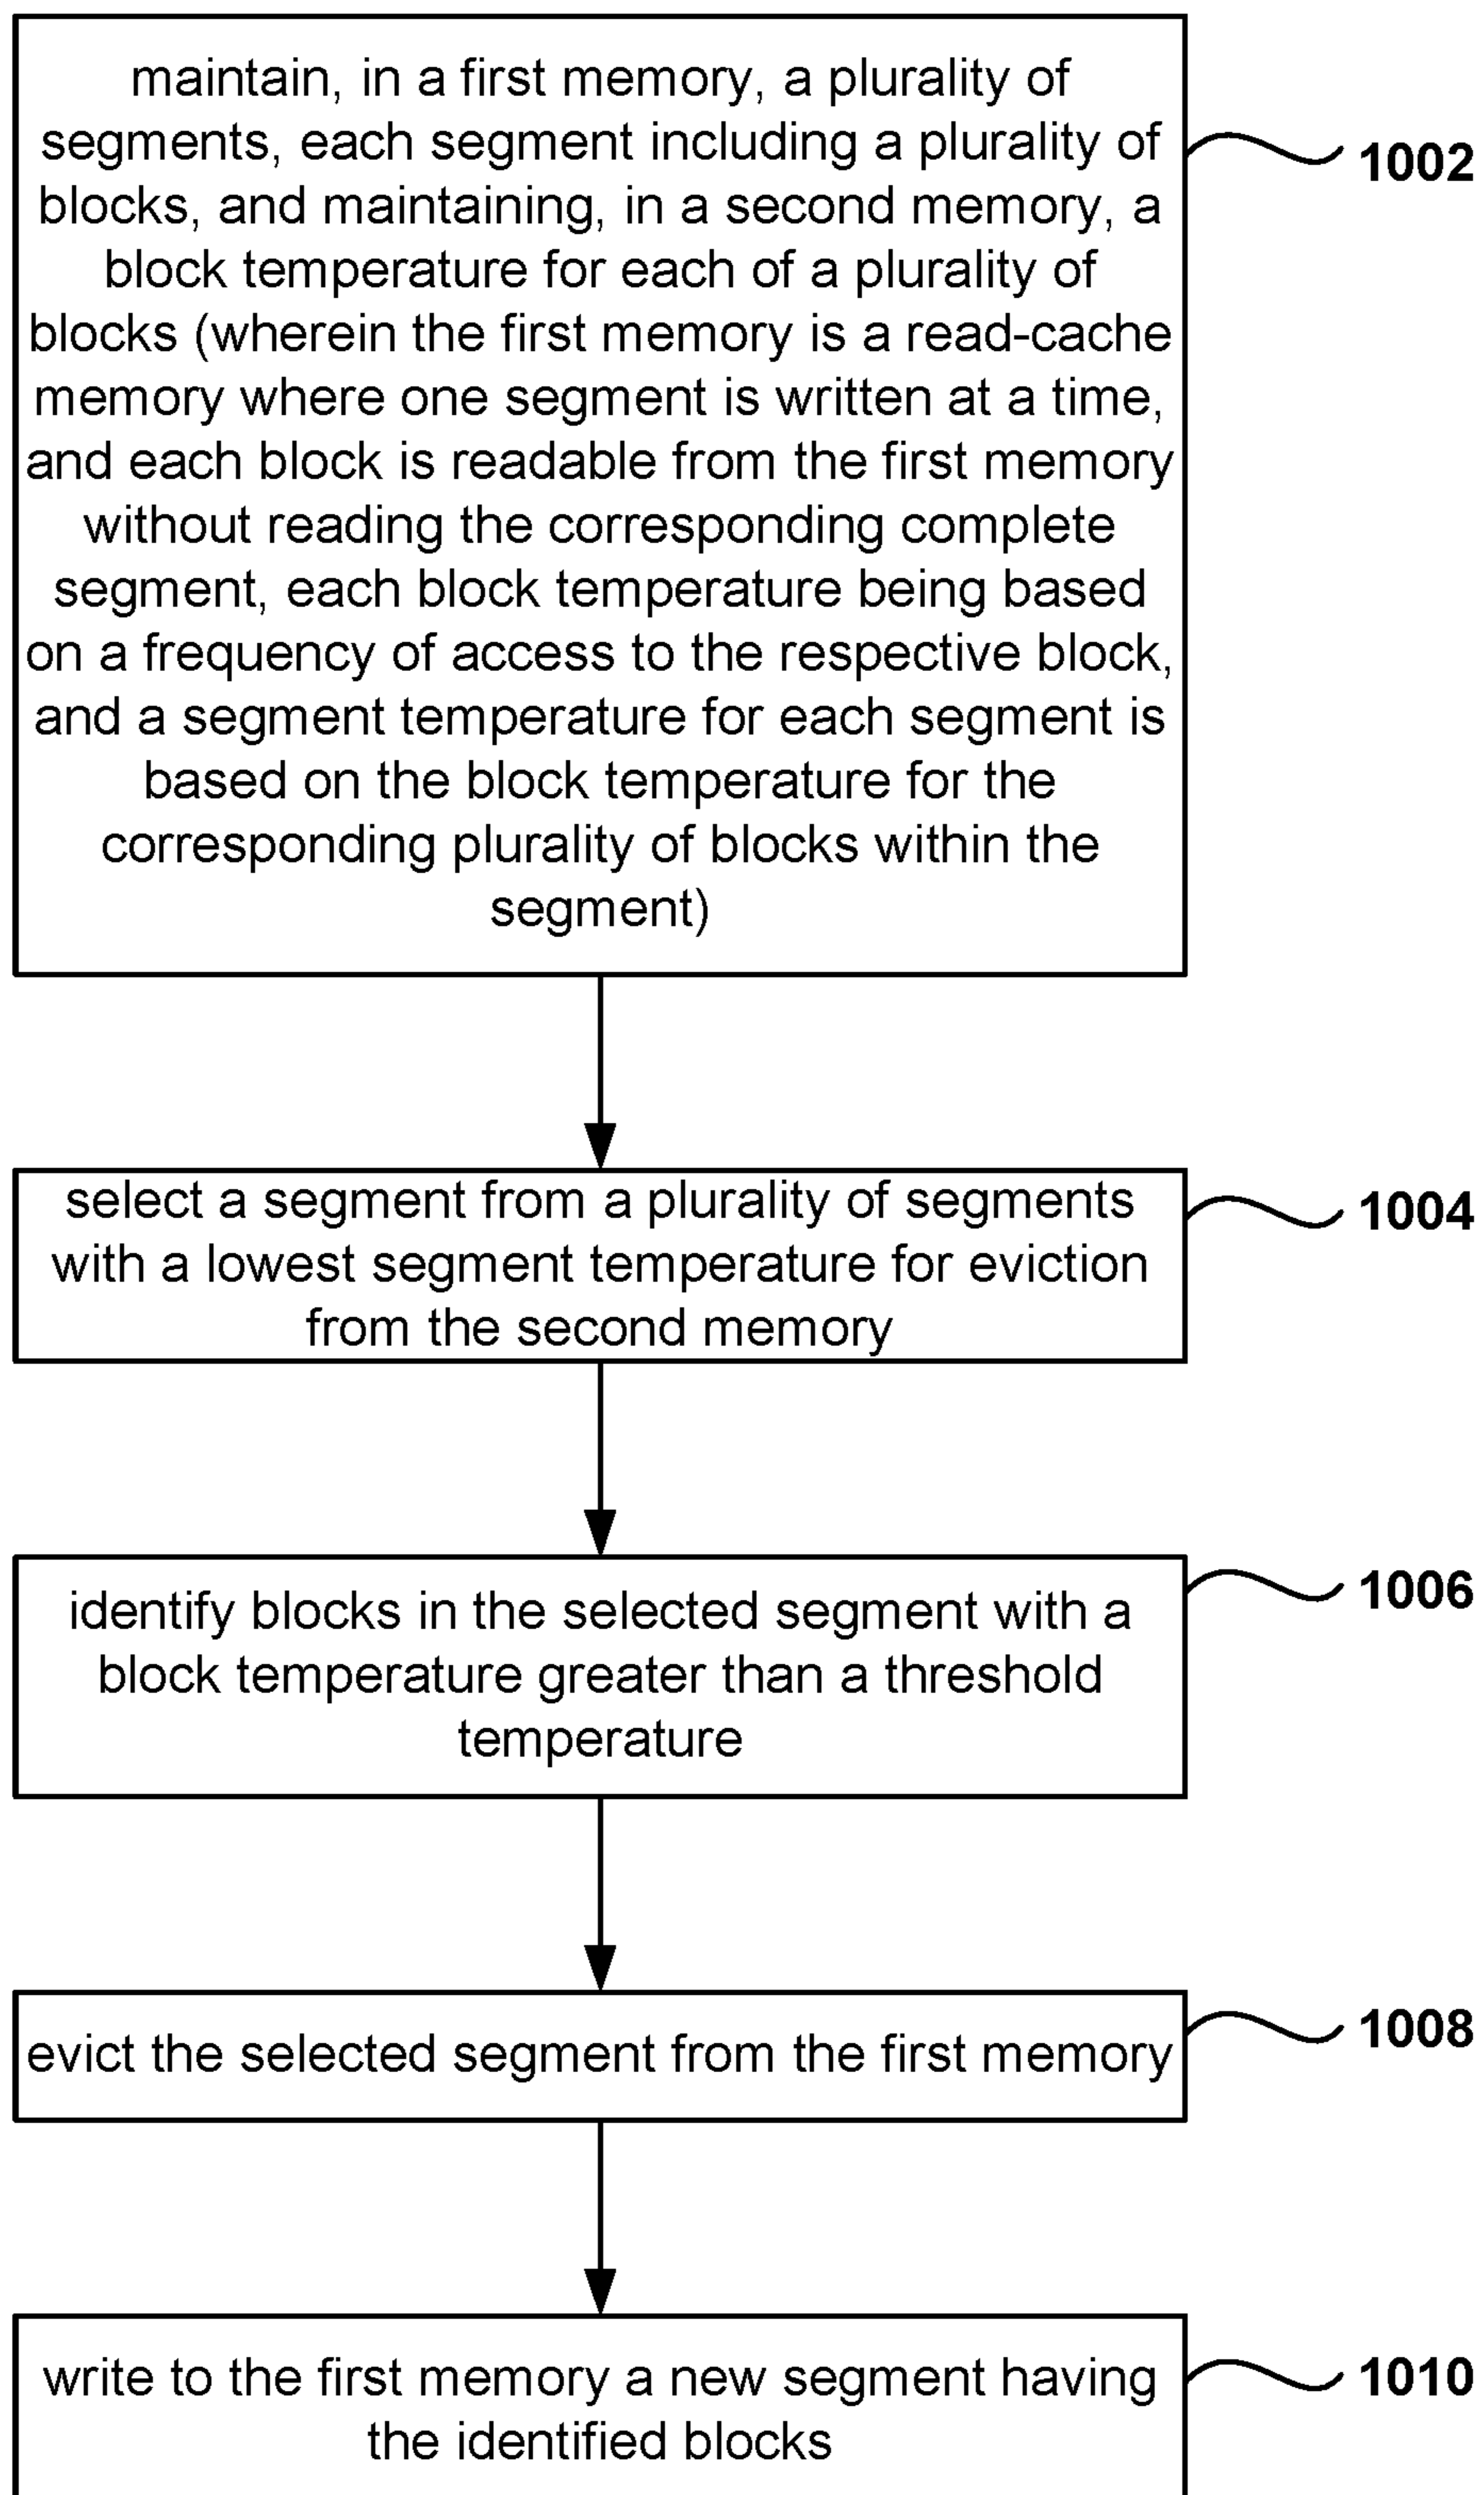 maintain, in a first memory, a plurality of
segments, each segment including a plurality of
blocks, and maintaining, in a second memory, a
block temperature for each of a plurality of
blocks (wherein the first memory is a read-cache
memory where one segment is written at a time,
and each block is readable from the first memory
without reading the corresponding complete
segment, each block temperature being based
on a frequency of access to the respective block,
and a segment temperature for each segment is
based on the block temperature for the
corresponding plurality of blocks within the
segment)
1002
select a segment from a plurality of segments
with a lowest segment temperature for eviction
from the second memory
1004
identify blocks in the selected segment with a
block temperature greater than a threshold
temperature
1006
evict the selected segment from the first memory
1008
write to the first memory a new segment having
the identified blocks
1010